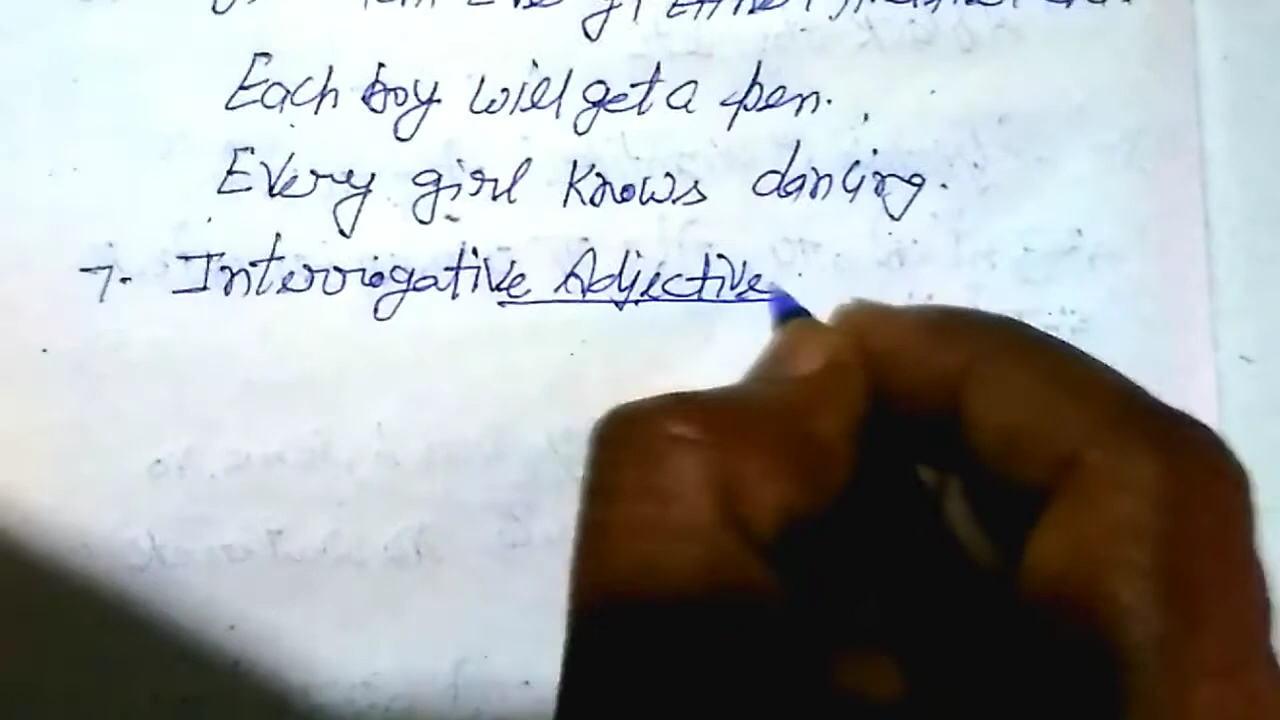 Each boy will get a pen.
Every girl knows dancing.
7. Interrogative Adjective